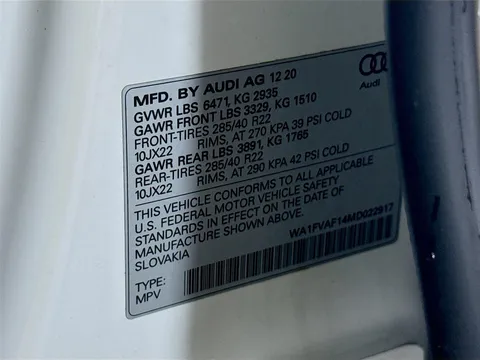 MFD. BY AUDI AG 12 20
GVWR LBS 6471, KG 2935
GAWR FRONT LBS 3329, KG 1510
FRONT-TIRES 285/40 R22
10JX22 RIMS, AT 270 KPA 39 PSI COLD
GAWR REAR LBS 3891, KG 1765
REAR-TIRES 285/40 R22
10JX22 RIMS, AT 290 KPA 42 PSI COLD
THIS VEHICLE CONFORMS TO ALL APPLICABLE
U.S. FEDERAL MOTOR VEHICLE SAFETY
STANDARDS IN EFFECT ON THE DATE OF
MANUFACTURE SHOWN ABOVE.
SLOVAKIA
WA1FVAF14MD022917
TYPE:
MPV
Audi